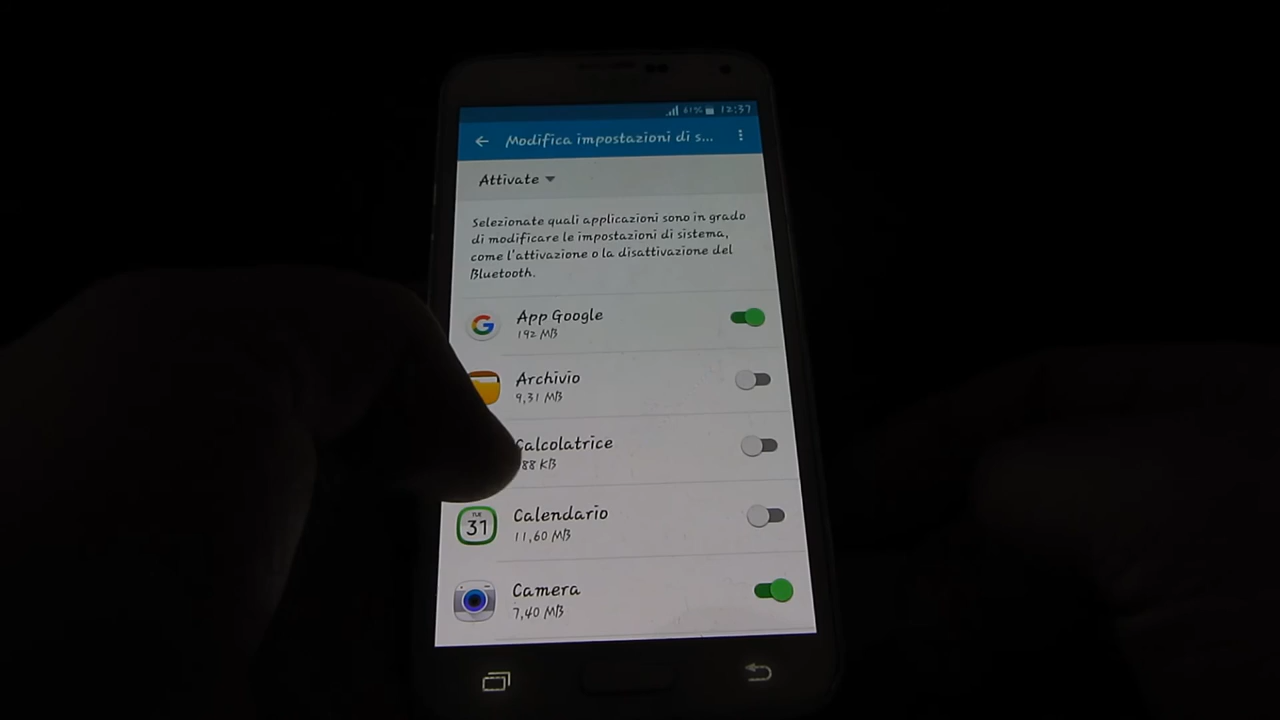 61% 12:37
Modifica impostazioni di s...
Attivate
Selezionate quali applicazioni sono in grado
di modificare le impostazioni di sistema,
come l'attivazione o la disattivazione del
Bluetooth.
App Google
192 MB
Archivio
9,31 MB
Calcolatrice
88 KB
TUE
31
Calendario
11,60 MB
Camera
7,40 MB